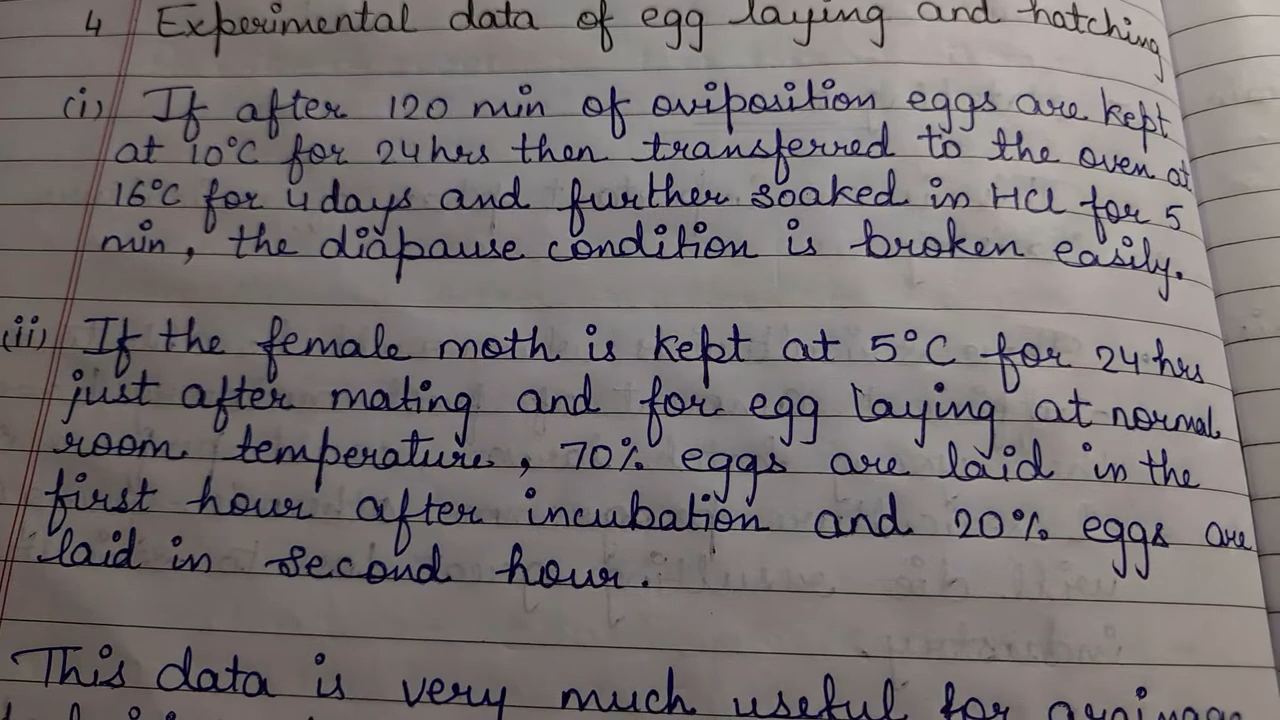 4 Experimental data of egg laying and hatching
(i) If after 120 min of oviposition eggs are kept
at 10°C for 24hrs then transferred to the oven at
16°C for 4days and further soaked in HCl for 5
min, the diapause condition is broken easily.
(ii) If the female moth is kept at 5°C for 24 hrs
just after mating and for egg laying at normal
room temperature, 70% eggs are laid in the
first hour after incubation and 20% eggs are
laid in second hour.
This data is very much useful for